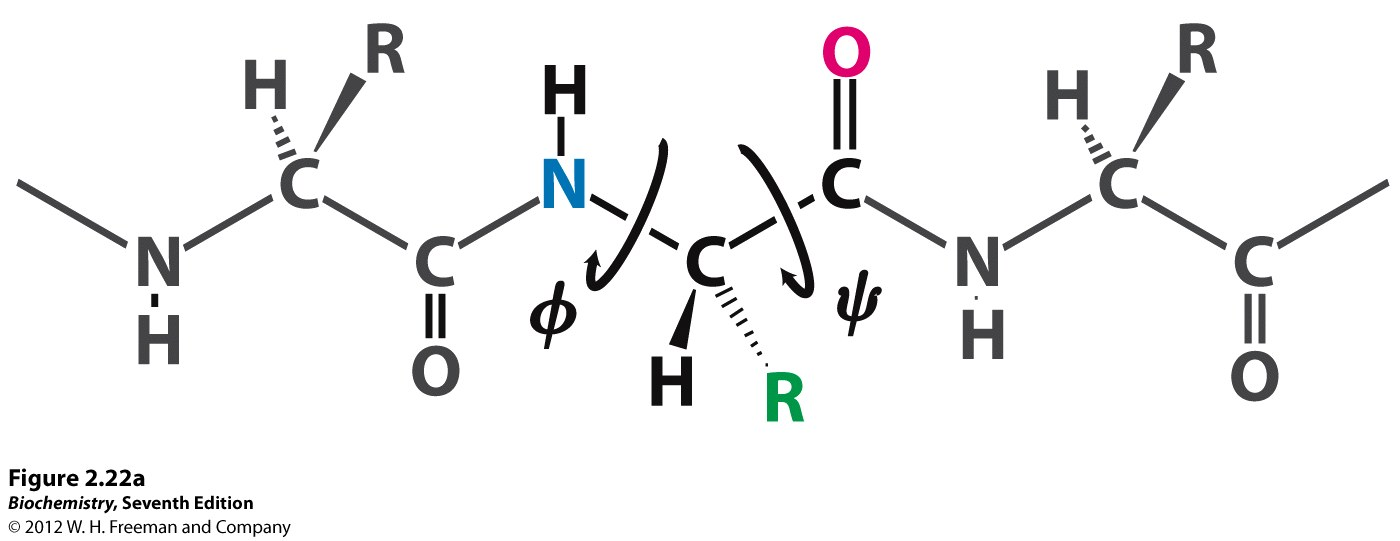 H R H O H R
C N C C
N C C N C
H O ϕ H R ψ H O
Figure 2.22a
Biochemistry, Seventh Edition
© 2012 W. H. Freeman and Company